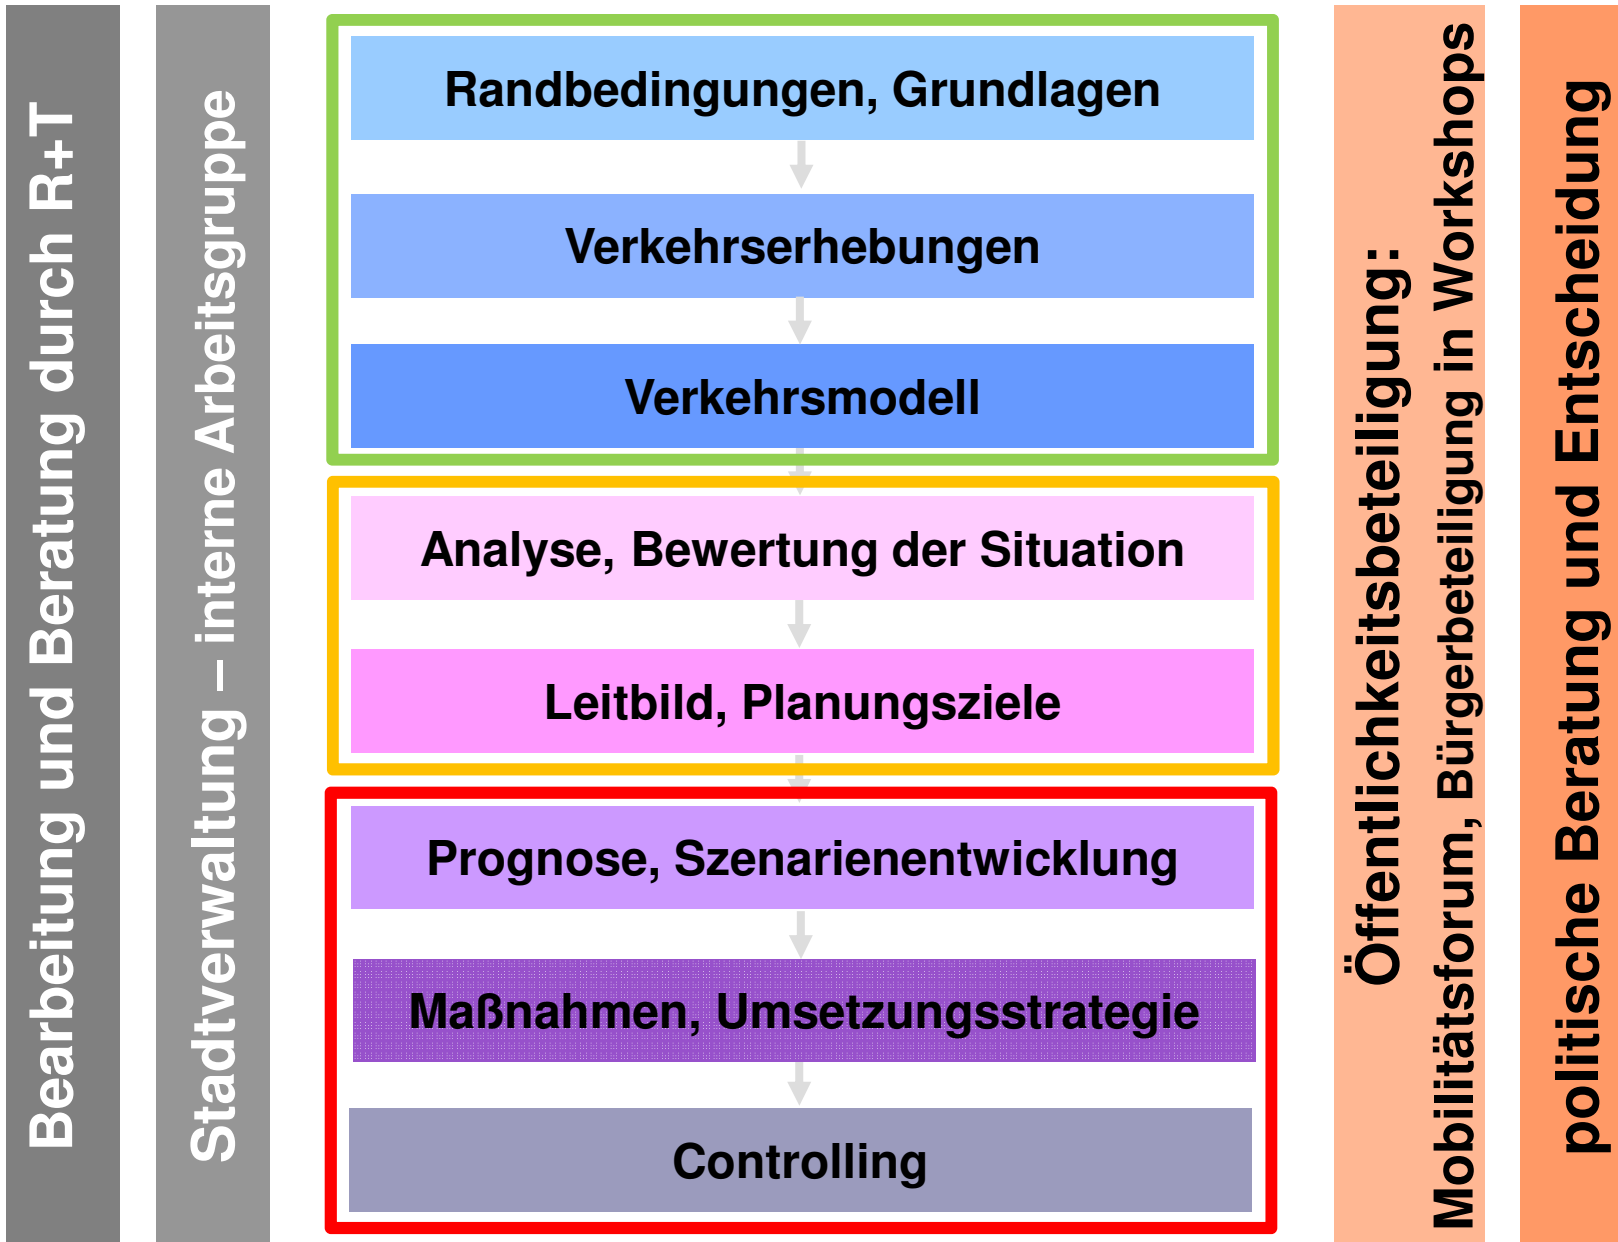 Bearbeitung und Beratung durch R+T
Stadtverwaltung – interne Arbeitsgruppe
Randbedingungen, Grundlagen
Verkehrserhebungen
Verkehrsmodell
Analyse, Bewertung der Situation
Leitbild, Planungsziele
Prognose, Szenarienentwicklung
Maßnahmen, Umsetzungsstrategie
Controlling
Öffentlichkeitsbeteiligung:
Mobilitätsforum, Bürgerbeteiligung in Workshops
politische Beratung und Entscheidung